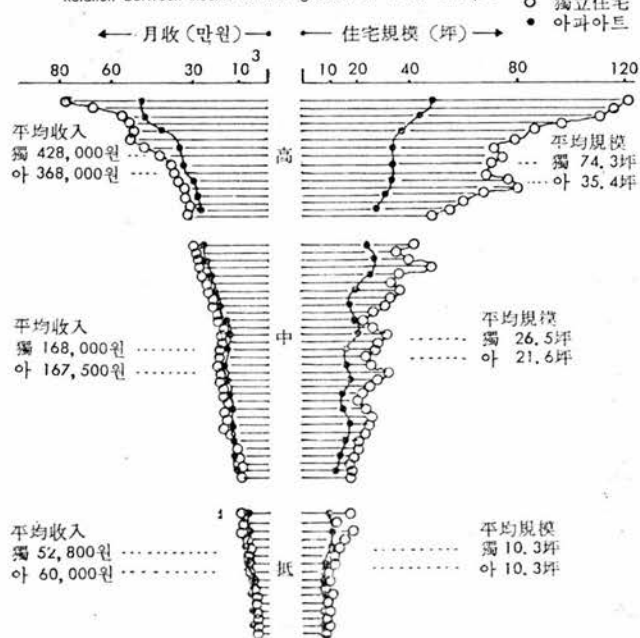 ○ 獨立住宅
● 아파아트
← 月收 (만원)
住宅規模 (坪) →
80 60 30 10 3
10 20 40 80 120
平均收入
獨 428,000원
아 368,000원
高
平均規模
獨 74.3坪
아 35.4坪
平均收入
獨 168,000원
아 167,500원
中
平均規模
獨 26.5坪
아 21.6坪
平均收入
獨 52,800원
아 60,000원
抵
平均規模
獨 10.3坪
아 10.3坪